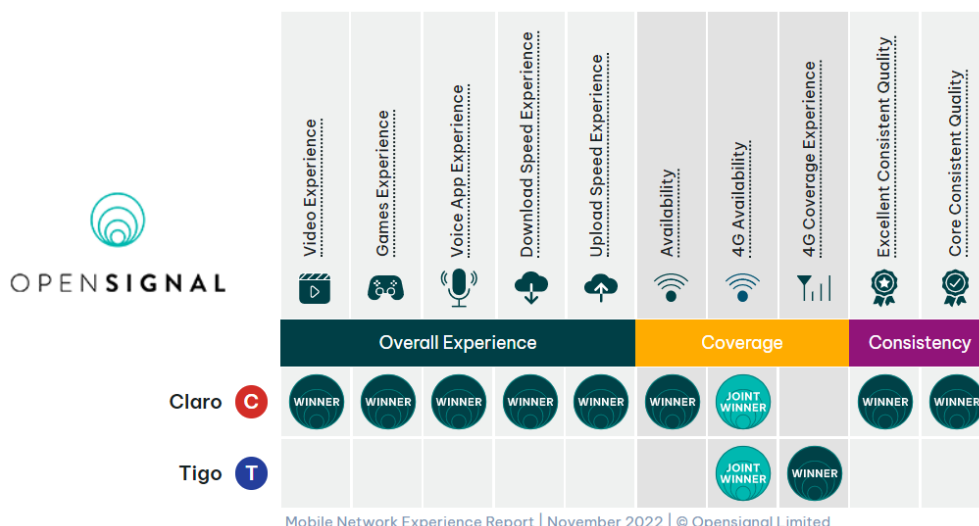 Video Experience
Games Experience
Voice App Experience
Download Speed Experience
Upload Speed Experience
Availability
4G Availability
4G Coverage Experience
Excellent Consistent Quality
Core Consistent Quality
OPENSIGNAL
Overall Experience
Coverage
Consistency
Claro C WINNER WINNER WINNER WINNER WINNER WINNER JOINT WINNER WINNER WINNER
Tigo T JOINT WINNER WINNER
Mobile Network Experience Report | November 2022 | © Opensignal Limited